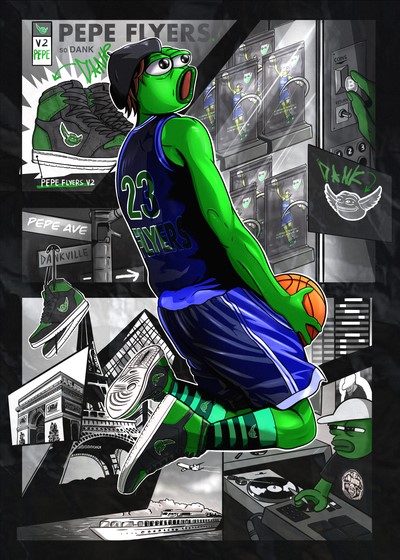 V2
PEPE
PEPE FLYERS
SO DANK
DANK
PEPE FLYERS V2
DANK?
23
FLYERS
PEPE AVE
DANKVILLE